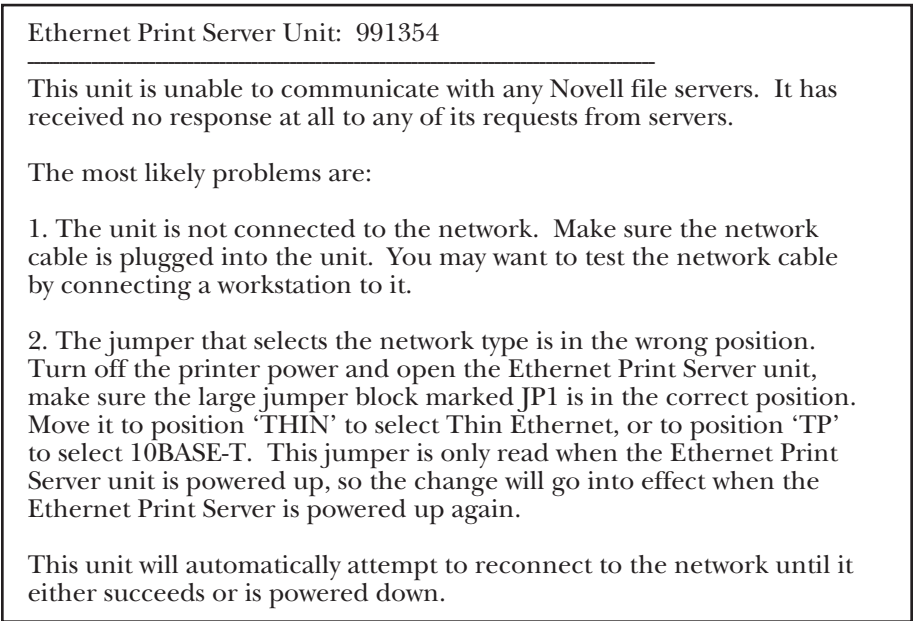 Ethernet Print Server Unit:  991354
This unit is unable to communicate with any Novell file servers.  It has
received no response at all to any of its requests from servers.
The most likely problems are:
1. The unit is not connected to the network.  Make sure the network
cable is plugged into the unit.  You may want to test the network cable
by connecting a workstation to it.
2. The jumper that selects the network type is in the wrong position.
Turn off the printer power and open the Ethernet Print Server unit,
make sure the large jumper block marked JP1 is in the correct position.
Move it to position ‘THIN’ to select Thin Ethernet, or to position ‘TP’
to select 10BASE-T.  This jumper is only read when the Ethernet Print
Server unit is powered up, so the change will go into effect when the
Ethernet Print Server is powered up again.
This unit will automatically attempt to reconnect to the network until it
either succeeds or is powered down.